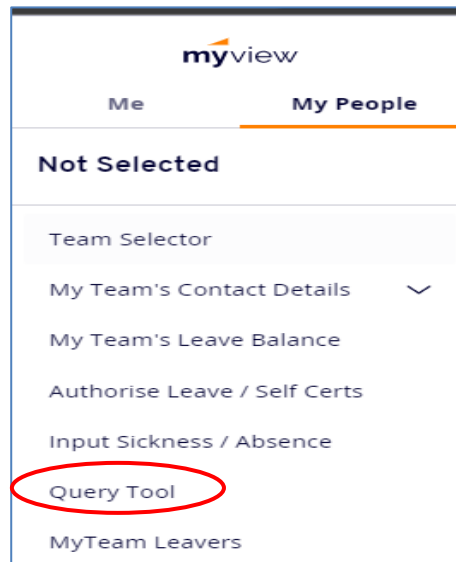 myview
Me My People
Not Selected
Team Selector
My Team's Contact Details
My Team's Leave Balance
Authorise Leave / Self Certs
Input Sickness / Absence
Query Tool
MyTeam Leavers